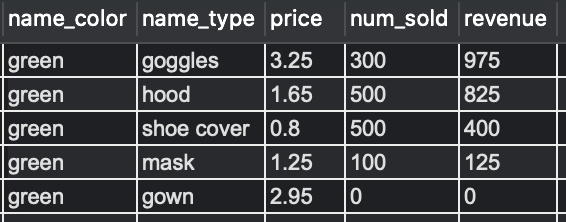 name_color name_type price num_sold revenue
green goggles 3.25 300 975
green hood 1.65 500 825
green shoe cover 0.8 500 400
green mask 1.25 100 125
green gown 2.95 0 0